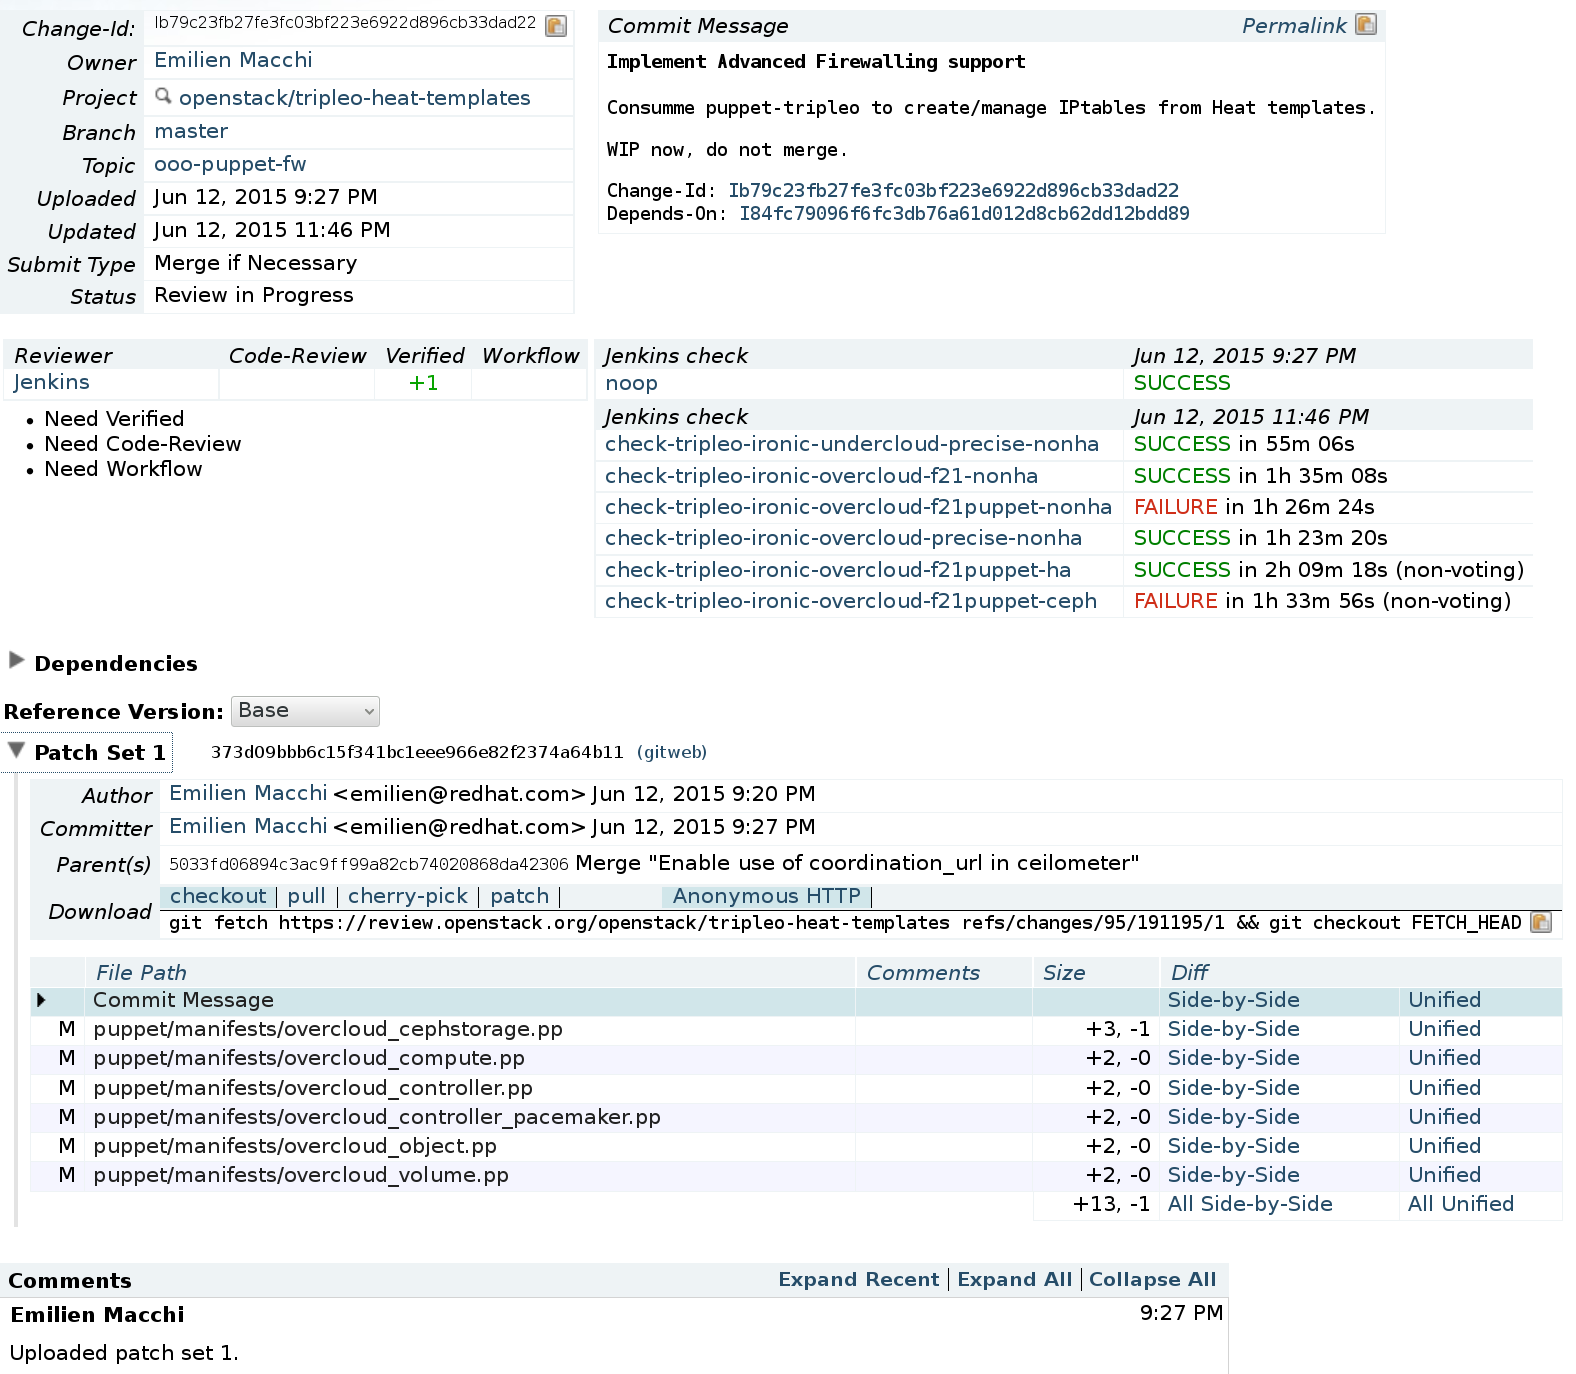 Change-Id: Ib79c23fb27fe3fc03bf223e6922d896cb33dad22
Owner Emilien Macchi
Project openstack/tripleo-heat-templates
Branch master
Topic ooo-puppet-fw
Uploaded Jun 12, 2015 9:27 PM
Updated Jun 12, 2015 11:46 PM
Submit Type Merge if Necessary
Status Review in Progress
Commit Message Permalink
Implement Advanced Firewalling support
Consumme puppet-tripleo to create/manage IPtables from Heat templates.
WIP now, do not merge.
Change-Id: Ib79c23fb27fe3fc03bf223e6922d896cb33dad22
Depends-On: I84fc79096f6fc3db76a61d012d8cb62dd12bdd89
Reviewer Code-Review Verified Workflow
Jenkins +1
• Need Verified
• Need Code-Review
• Need Workflow
Jenkins check Jun 12, 2015 9:27 PM
noop SUCCESS
Jenkins check Jun 12, 2015 11:46 PM
check-tripleo-ironic-undercloud-precise-nonha SUCCESS in 55m 06s
check-tripleo-ironic-overcloud-f21-nonha SUCCESS in 1h 35m 08s
check-tripleo-ironic-overcloud-f21puppet-nonha FAILURE in 1h 26m 24s
check-tripleo-ironic-overcloud-precise-nonha SUCCESS in 1h 23m 20s
check-tripleo-ironic-overcloud-f21puppet-ha SUCCESS in 2h 09m 18s (non-voting)
check-tripleo-ironic-overcloud-f21puppet-ceph FAILURE in 1h 33m 56s (non-voting)
Dependencies
Reference Version: Base
Patch Set 1 373d09bbb6c15f341bc1eee966e82f2374a64b11 (gitweb)
Author Emilien Macchi <emilien@redhat.com> Jun 12, 2015 9:20 PM
Committer Emilien Macchi <emilien@redhat.com> Jun 12, 2015 9:27 PM
Parent(s) 5033fd06894c3ac9ff99a82cb74020868da42306 Merge "Enable use of coordination_url in ceilometer"
Download checkout | pull | cherry-pick | patch | Anonymous HTTP |
git fetch https://review.openstack.org/openstack/tripleo-heat-templates refs/changes/95/191195/1 && git checkout FETCH_HEAD
File Path Comments Size Diff
Commit Message Side-by-Side Unified
M puppet/manifests/overcloud_cephstorage.pp +3, -1 Side-by-Side Unified
M puppet/manifests/overcloud_compute.pp +2, -0 Side-by-Side Unified
M puppet/manifests/overcloud_controller.pp +2, -0 Side-by-Side Unified
M puppet/manifests/overcloud_controller_pacemaker.pp +2, -0 Side-by-Side Unified
M puppet/manifests/overcloud_object.pp +2, -0 Side-by-Side Unified
M puppet/manifests/overcloud_volume.pp +2, -0 Side-by-Side Unified
+13, -1 All Side-by-Side All Unified
Comments Expand Recent | Expand All | Collapse All
Emilien Macchi 9:27 PM
Uploaded patch set 1.